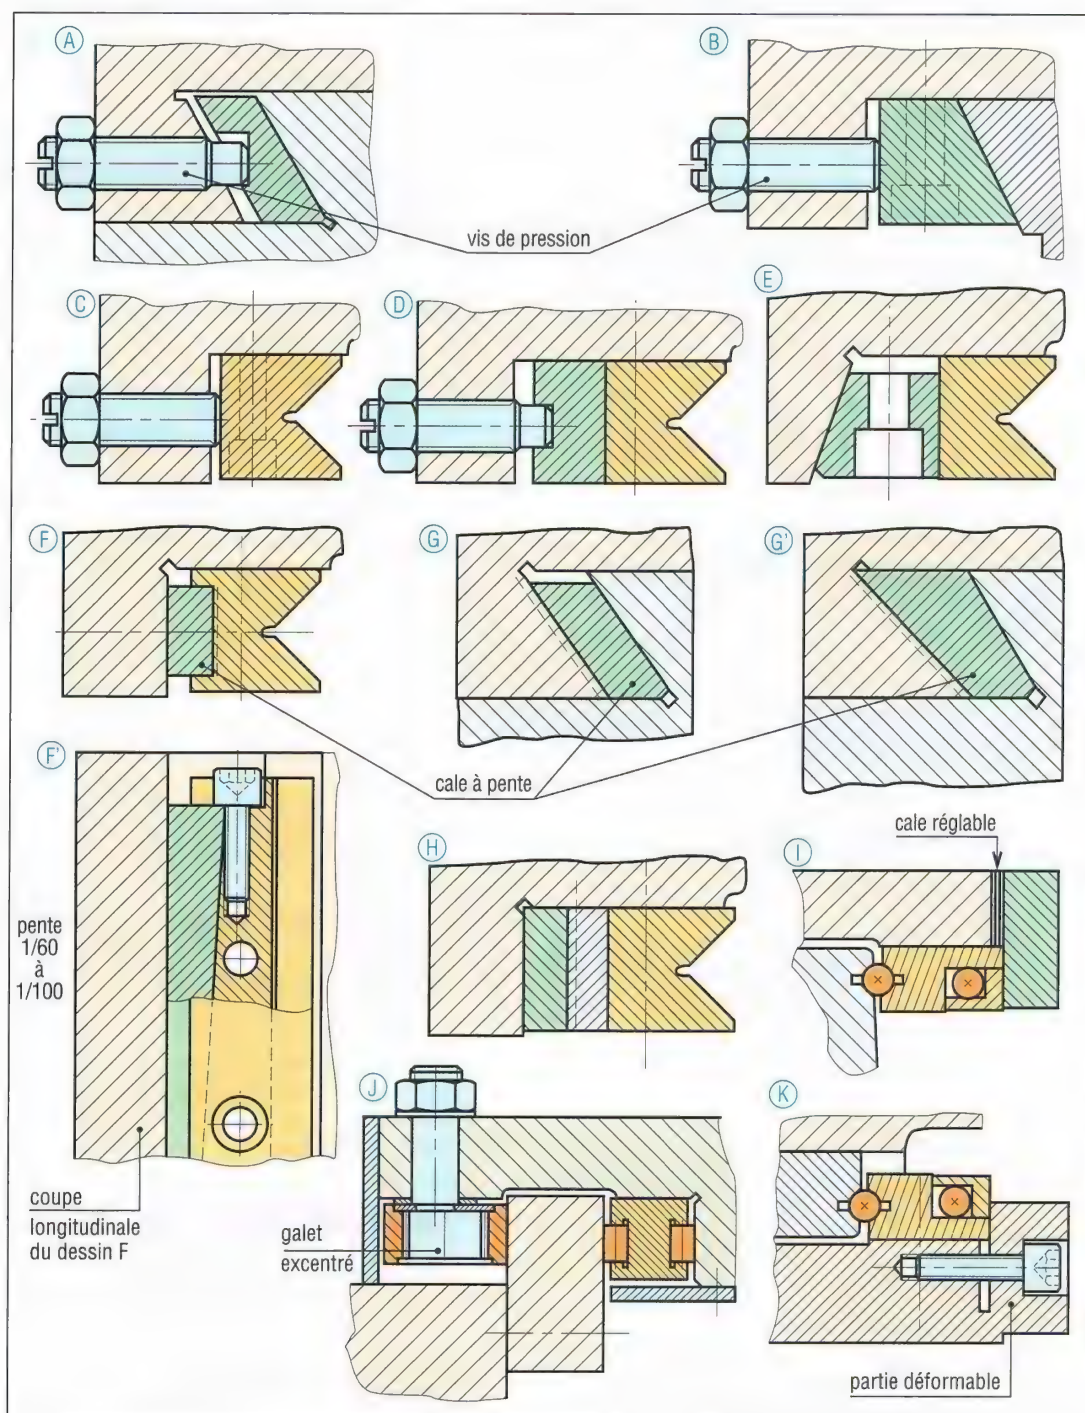 A
B
vis de pression
C
D
E
F
G
G'
cale à pente
F'
pente
1/60
à
1/100
H
cale réglable
I
J
K
coupe
longitudinale
du dessin F
galet
excentré
partie déformable